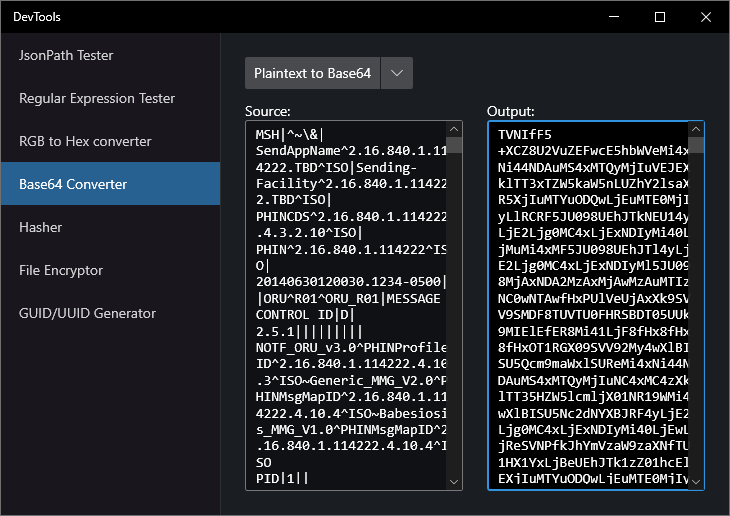 DevTools
JsonPath Tester
Regular Expression Tester
RGB to Hex converter
Base64 Converter
Hasher
File Encryptor
GUID/UUID Generator
Plaintext to Base64
Source:
MSH|^~\&|
SendAppName^2.16.840.1.11
4222.TBD^ISO|Sending-
Facility^2.16.840.1.11422
2.TBD^ISO|
PHINCDS^2.16.840.1.114222
.4.3.2.10^ISO|
PHIN^2.16.840.1.114222^IS
O|
20140630120030.1234-0500|
|ORU^R01^ORU_R01|MESSAGE
CONTROL ID|D|
2.5.1|||||||||
NOTF_ORU_v3.0^PHINProfile
ID^2.16.840.1.114222.4.10
.3^ISO~Generic_MMG_V2.0^P
HINMsgMapID^2.16.840.1.11
4222.4.10.4^ISO~Babesiosi
s_MMG_V1.0^PHINMsgMapID^2
.16.840.1.114222.4.10.4^I
SO
PID|1||
Output:
TVNIfF5
+XCZ8U2VuZEFwcE5hbWVeMi4x
Ni44NDAuMS4xMTQyMjIuVEJEX
klTT3xTZW5kaW5nLUZhY2lsaX
R5XjIuMTYuODQwLjEuMTE0MjI
yLlRCRF5JU098UEhJTkNEU14y
LjE2Ljg0MC4xLjExNDIyMi40L
jMuMi4xMF5JU098UEhJTl4yLj
E2Ljg0MC4xLjExNDIyMl5JU09
8MjAxNDA2MzAxMjAwMzAuMTIz
NC0wNTAwfHxPUlVeUjAxXk9SV
V9SMDF8TUVTU0FHRSBDT05UUk
9MIElEfER8Mi41LjF8fHx8fHx
8fHxOT1RGX09SVV92My4wXlBI
SU5Qcm9maWxlSUReMi4xNi44N
DAuMS4xMTQyMjIuNC4xMC4zXk
lTT35HZW5lcmljX01NR19WMi4
wXlBISU5Nc2dNYXBJRF4yLjE2
Ljg0MC4xLjExNDIyMi40LjEwL
jReSVNPfkJhYmVzaW9zaXNfTU
1HX1YxLjBeUEhJTk1zZ01hcEl
EXjIuMTYuODQwLjEuMTE0MjIy